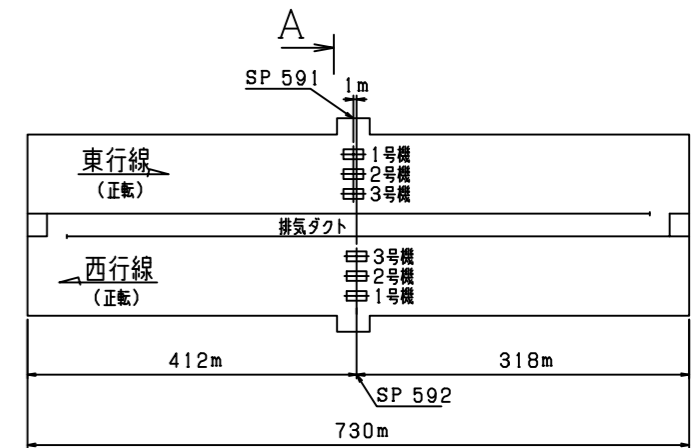 A
SP 591
1m
東行線
(正転)
1号機
2号機
3号機
排気ダクト
西行線
(正転)
3号機
2号機
1号機
412m
318m
SP 592
730m